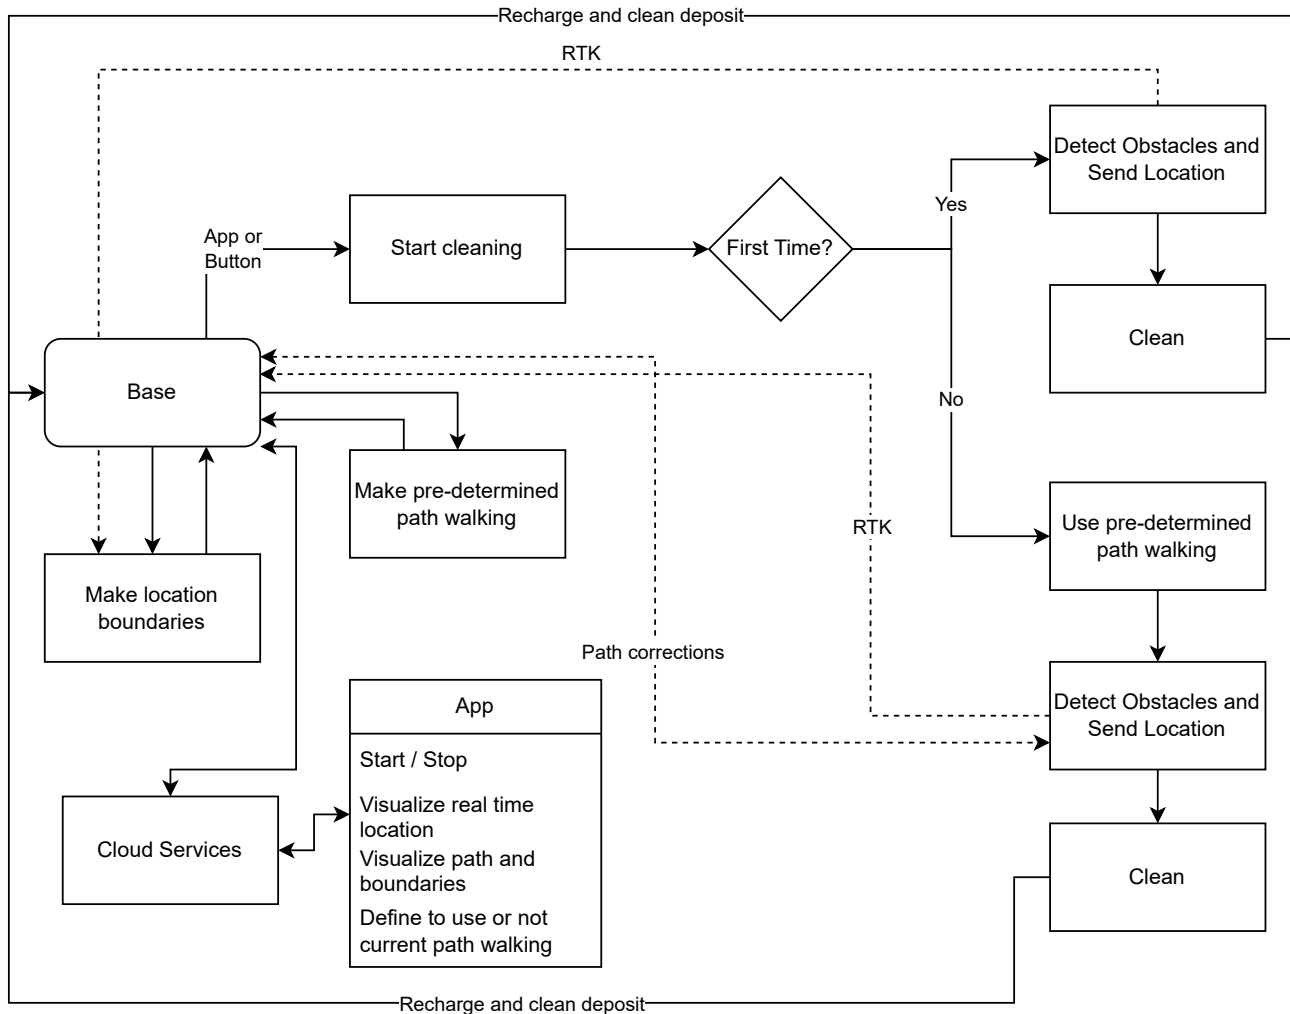 Recharge and clean deposit
RTK
Detect Obstacles and
Send Location
Yes
App or
Button
Start cleaning
First Time?
Clean
Base
No
Make pre-determined
path walking
Use pre-determined
path walking
RTK
Make location
boundaries
Path corrections
Detect Obstacles and
Send Location
App
Start / Stop
Visualize real time
location
Visualize path and
boundaries
Define to use or not
current path walking
Cloud Services
Clean
Recharge and clean deposit